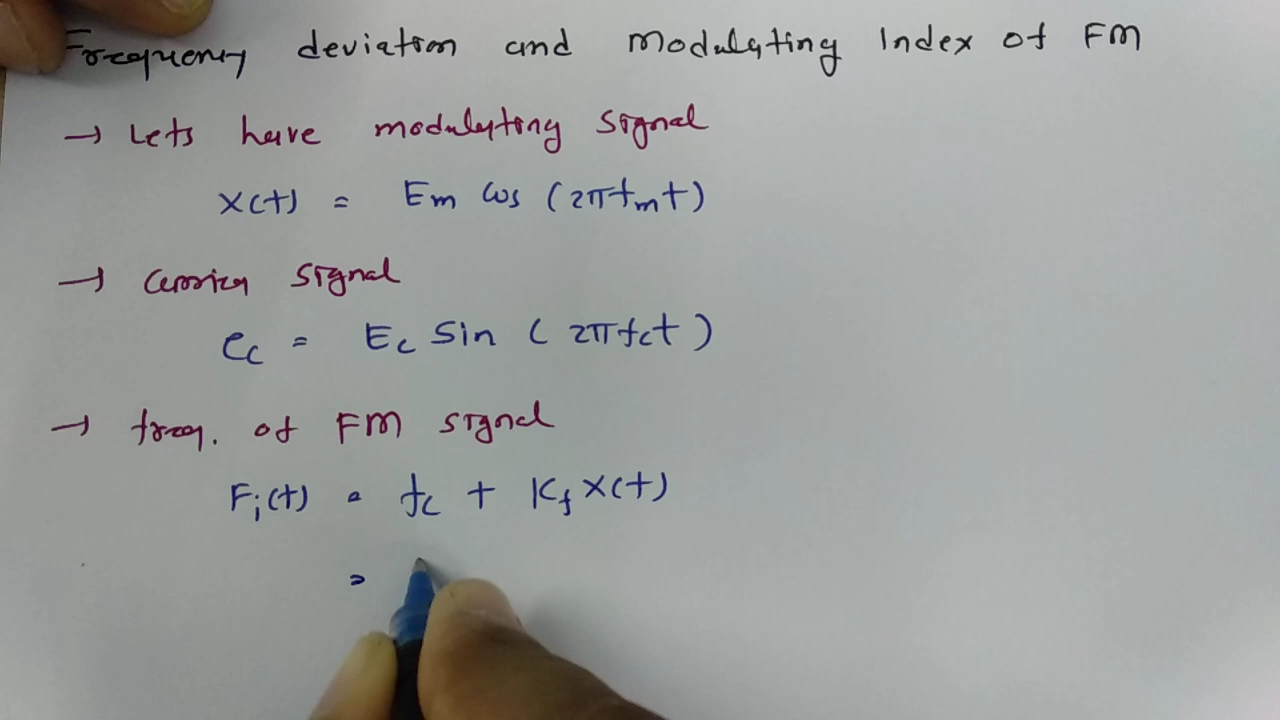 Frequency deviation and Modulating Index of FM
→ Lets have modulating signal
x(t) = Em cos (2πfmt)
→ Carrier signal
ec = Ec Sin ( 2πfct )
→ freq. of FM signal
Fi(t) = fc + Kf x(t)
=